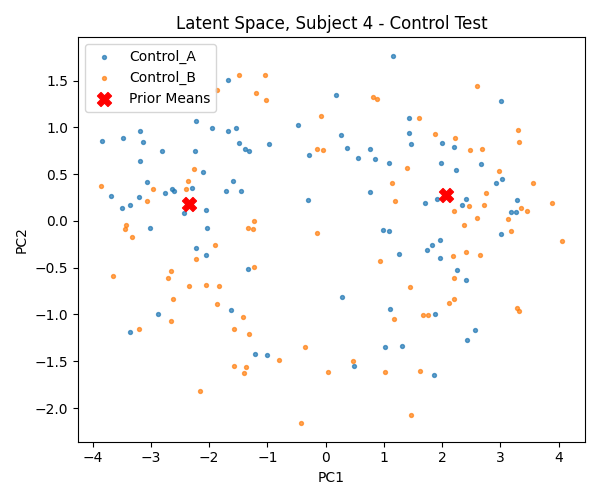 Latent Space, Subject 4 - Control Test
Control_A
Control_B
Prior Means
1.5
1.0
0.5
0.0
−0.5
−1.0
−1.5
−2.0
PC2
−4 −3 −2 −1 0 1 2 3 4
PC1